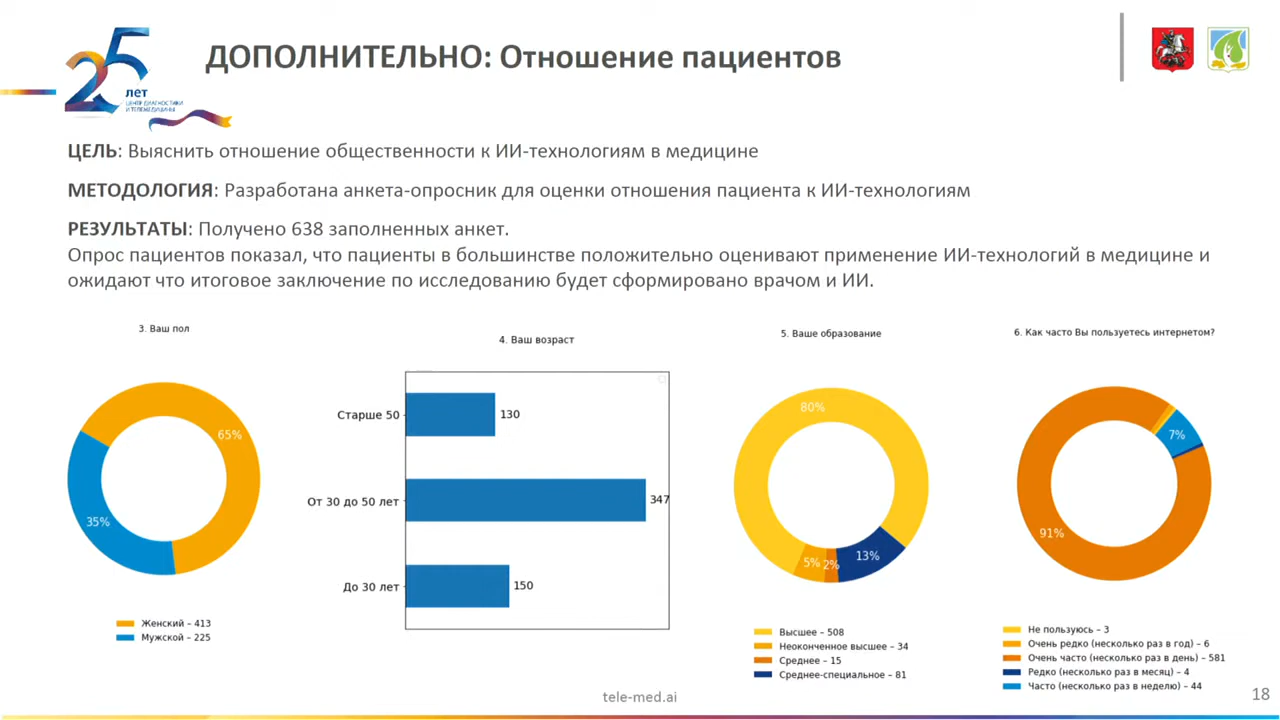 25 лет
ЦЕНТР ДИАГНОСТИКИ
И ТЕЛЕМЕДИЦИНЫ
ДОПОЛНИТЕЛЬНО: Отношение пациентов
ЦЕЛЬ: Выяснить отношение общественности к ИИ-технологиям в медицине
МЕТОДОЛОГИЯ: Разработана анкета-опросник для оценки отношения пациента к ИИ-технологиям
РЕЗУЛЬТАТЫ: Получено 638 заполненных анкет.
Опрос пациентов показал, что пациенты в большинстве положительно оценивают применение ИИ-технологий в медицине и
ожидают что итоговое заключение по исследованию будет сформировано врачом и ИИ.
3. Ваш пол
65%
35%
Женский – 413
Мужской – 225
4. Ваш возраст
Старше 50
130
От 30 до 50 лет
347
До 30 лет
150
5. Ваше образование
80%
13%
5%
2%
Высшее – 508
Неоконченное высшее – 34
Среднее – 15
Среднее-специальное – 81
6. Как часто Вы пользуетесь интернетом?
7%
91%
Не пользуюсь – 3
Очень редко (несколько раз в год) – 6
Очень часто (несколько раз в день) – 581
Редко (несколько раз в месяц) – 4
Часто (несколько раз в неделю) – 44
tele-med.ai
18